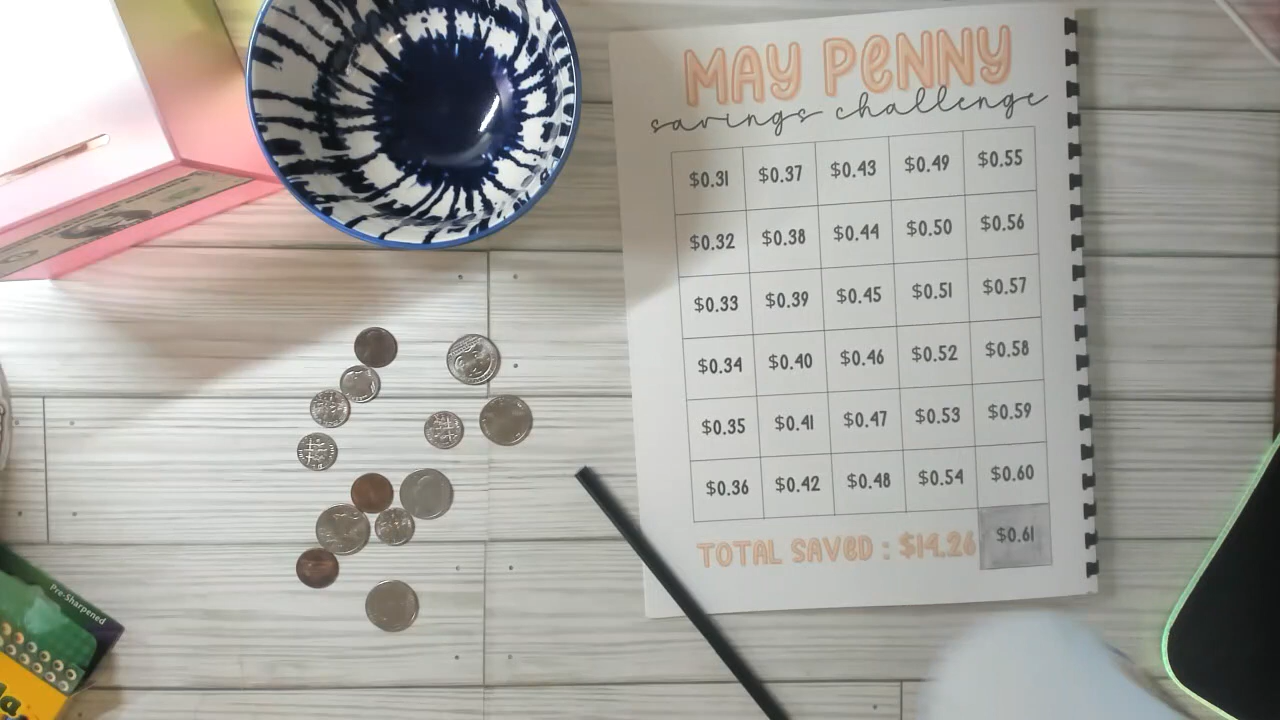 MAY PENNY
savings challenge
$0.31 $0.37 $0.43 $0.49 $0.55
$0.32 $0.38 $0.44 $0.50 $0.56
$0.33 $0.39 $0.45 $0.51 $0.57
$0.34 $0.40 $0.46 $0.52 $0.58
$0.35 $0.41 $0.47 $0.53 $0.59
$0.36 $0.42 $0.48 $0.54 $0.60
TOTAL SAVED : $14.26 $0.61
Pre-Sharpened